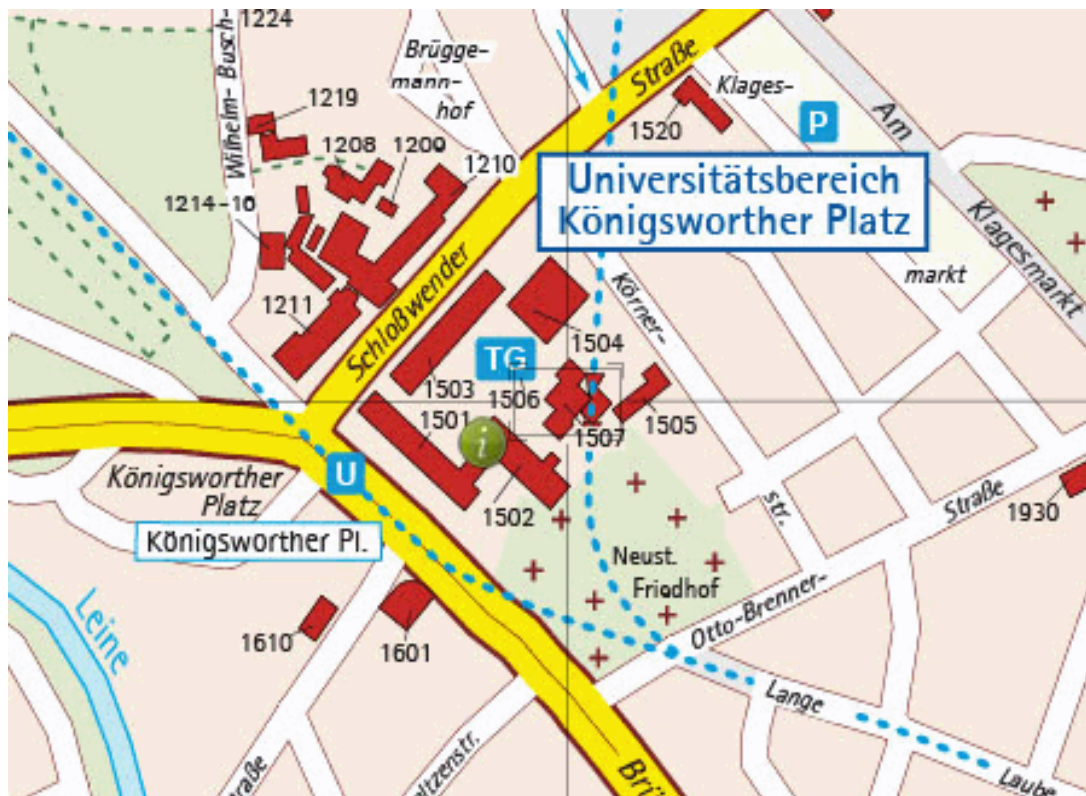 1224
Wilhelm-Busch-
Brügge-
mann-
hof
Straße
Klages-
markt
P
Am
Klagesmarkt
1219
1208
1209
1210
1520
1214-16
Universitätsbereich
Königsworther Platz
1211
Schloßwender
Körner-
str.
1504
TG
1503
1506
1501
1505
1507
i
U
1502
Königsworther
Platz
Königsworther Pl.
Neust.
Friedhof
Otto-Brenner-
Straße
1930
Leine
1610
1601
Lange
Laube